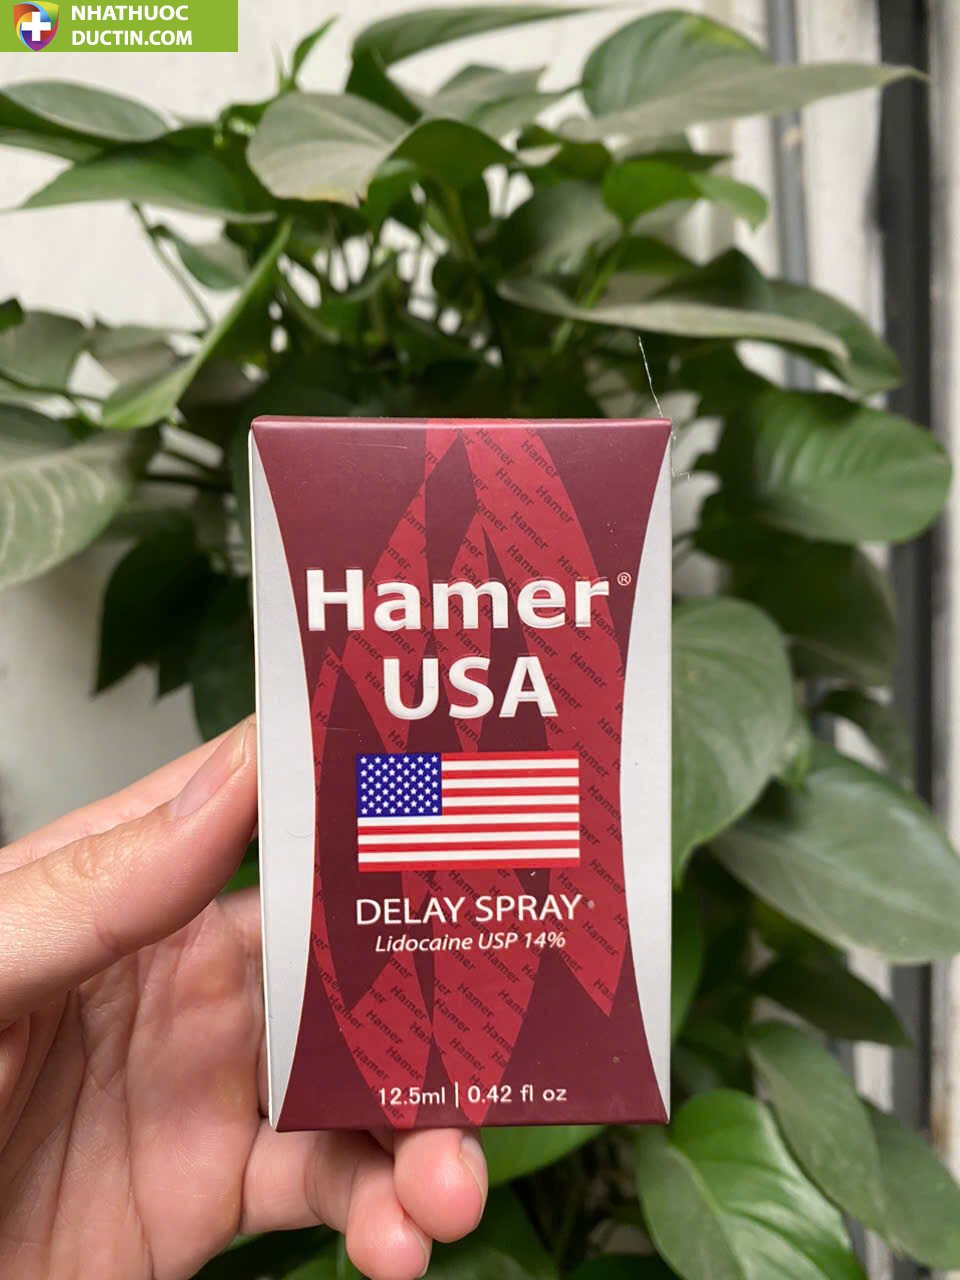 NHATHUOC
DUCTIN.COM
Hamer®
USA
DELAY SPRAY
Lidocaine USP 14%
12.5ml | 0.42 fl oz